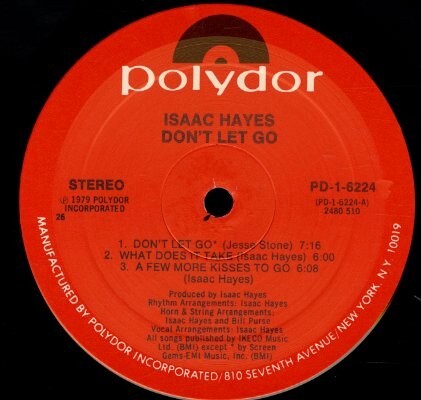 polydor
ISAAC HAYES
DON'T LET GO
STEREO
℗ 1979 POLYDOR
INCORPORATED
26
PD-1-6224
(PD-1-6224-A)
2480 510
1. DON'T LET GO* (Jesse Stone) 7:16
2. WHAT DOES IT TAKE (Isaac Hayes) 6:00
3. A FEW MORE KISSES TO GO 6:08
(Isaac Hayes)
Produced by Isaac Hayes
Rhythm Arrangements: Isaac Hayes,
Horn & String Arrangements,
Isaac Hayes and Bill Purse
Vocal Arrangements: Isaac Hayes
All songs published by IKECO Music
Ltd. (BMI) except * by Screen
Gems-EMI Music, Inc. (BMI)
MANUFACTURED BY POLYDOR INCORPORATED/810 SEVENTH AVENUE/NEW YORK, N.Y. 10019